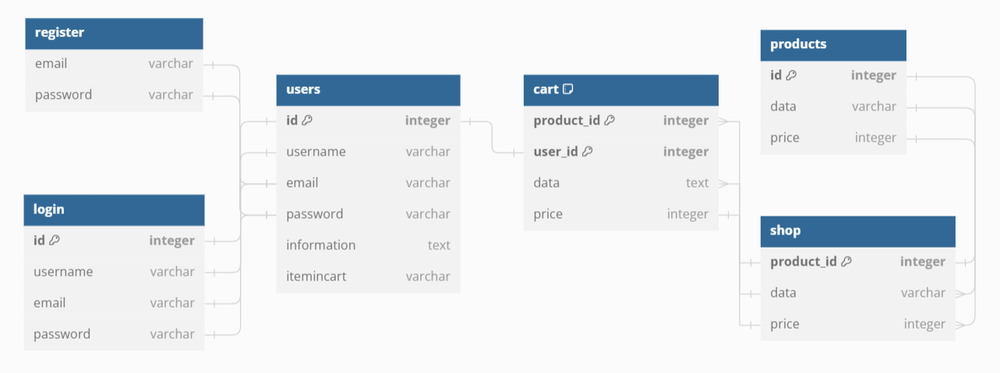 register
email varchar
password varchar
users
id integer
username varchar
email varchar
password varchar
information text
itemincart varchar
login
id integer
username varchar
email varchar
password varchar
cart
product_id integer
user_id integer
data text
price integer
products
id integer
data varchar
price integer
shop
product_id integer
data varchar
price integer